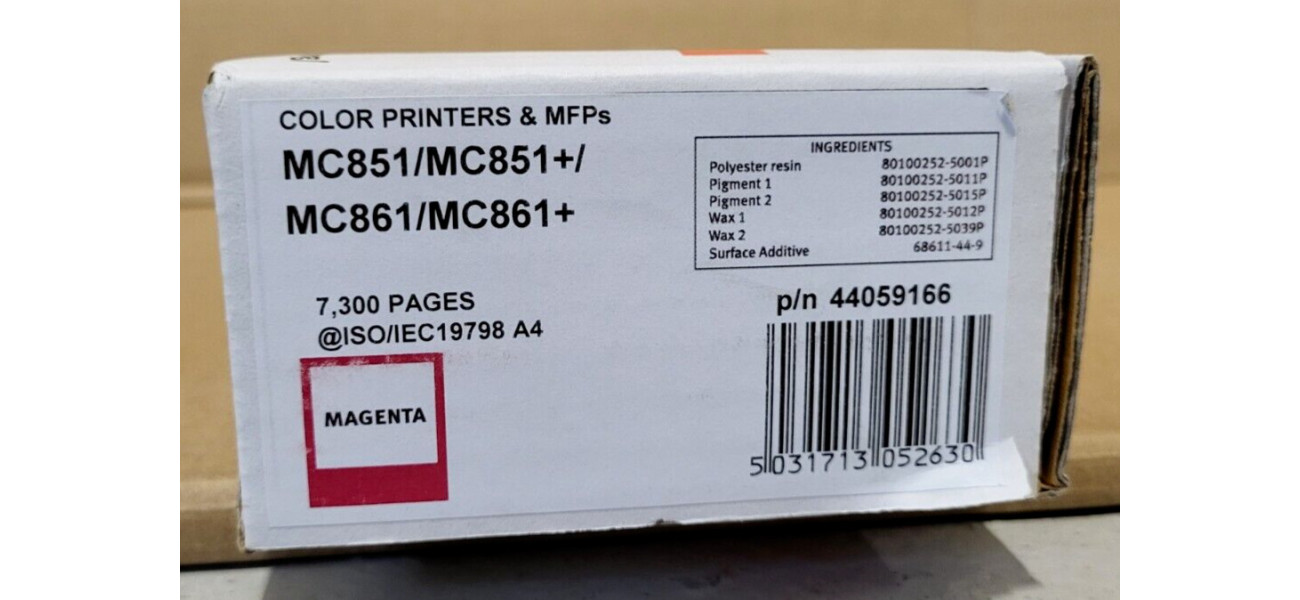 COLOR PRINTERS & MFPs
MC851/MC851+/
MC861/MC861+
INGREDIENTS
Polyester resin 80100252-5001P
Pigment 1 80100252-5011P
Pigment 2 80100252-5015P
Wax 1 80100252-5012P
Wax 2 80100252-5039P
Surface Additive 68611-44-9
7,300 PAGES
@ISO/IEC19798 A4
p/n 44059166
MAGENTA
5 031713 052630